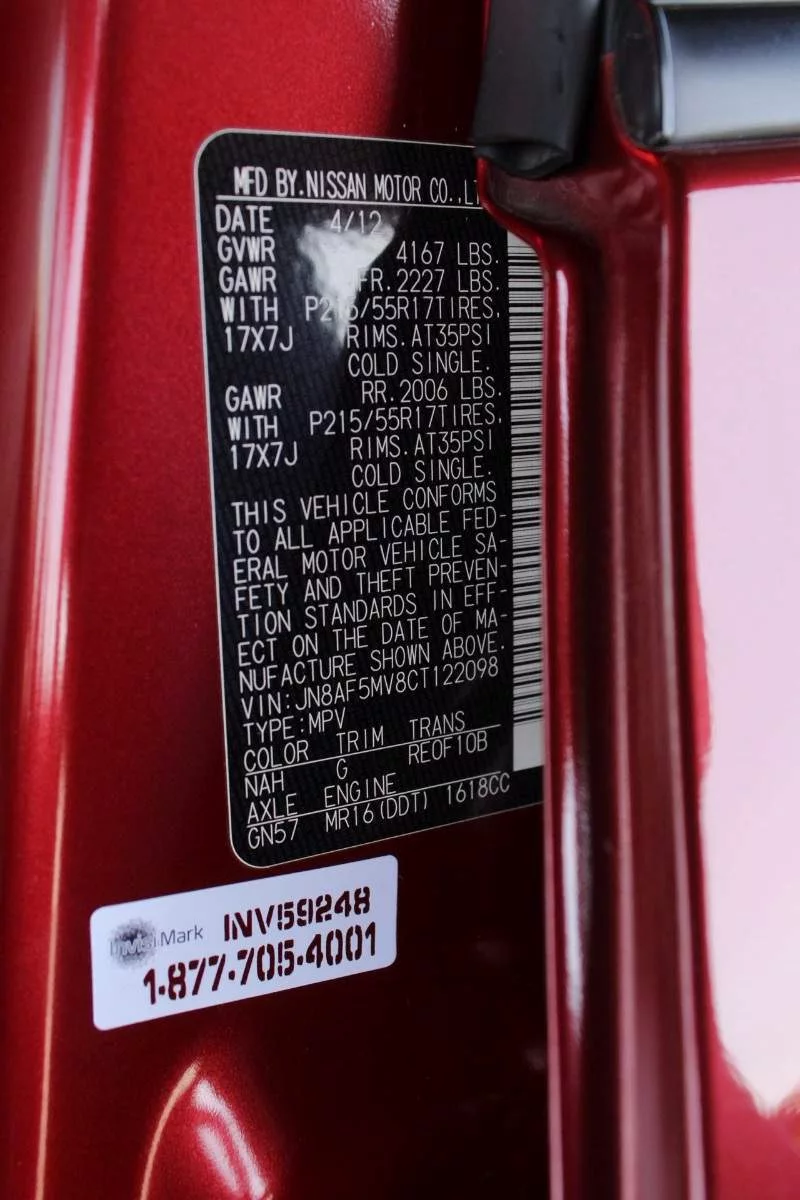 MFD BY.NISSAN MOTOR CO.,LT
DATE 4/12
GVWR 4167 LBS.
GAWR FR.2227 LBS.
WITH P215/55R17TIRES.
17X7J RIMS.AT35PSI
COLD SINGLE.
GAWR RR.2006 LBS.
WITH P215/55R17TIRES.
17X7J RIMS.AT35PSI
COLD SINGLE.
THIS VEHICLE CONFORMS
TO ALL APPLICABLE FED-
ERAL MOTOR VEHICLE SA-
FETY AND THEFT PREVEN-
TION STANDARDS IN EFF-
ECT ON THE DATE OF MA-
NUFACTURE SHOWN ABOVE.
VIN:JN8AF5MV8CT122098
TYPE:MPV
COLOR TRIM TRANS
NAH G REOF10B
AXLE ENGINE
GN57 MR16(DDT) 1618CC
InVisiMark INV59248
1-877-705-4001